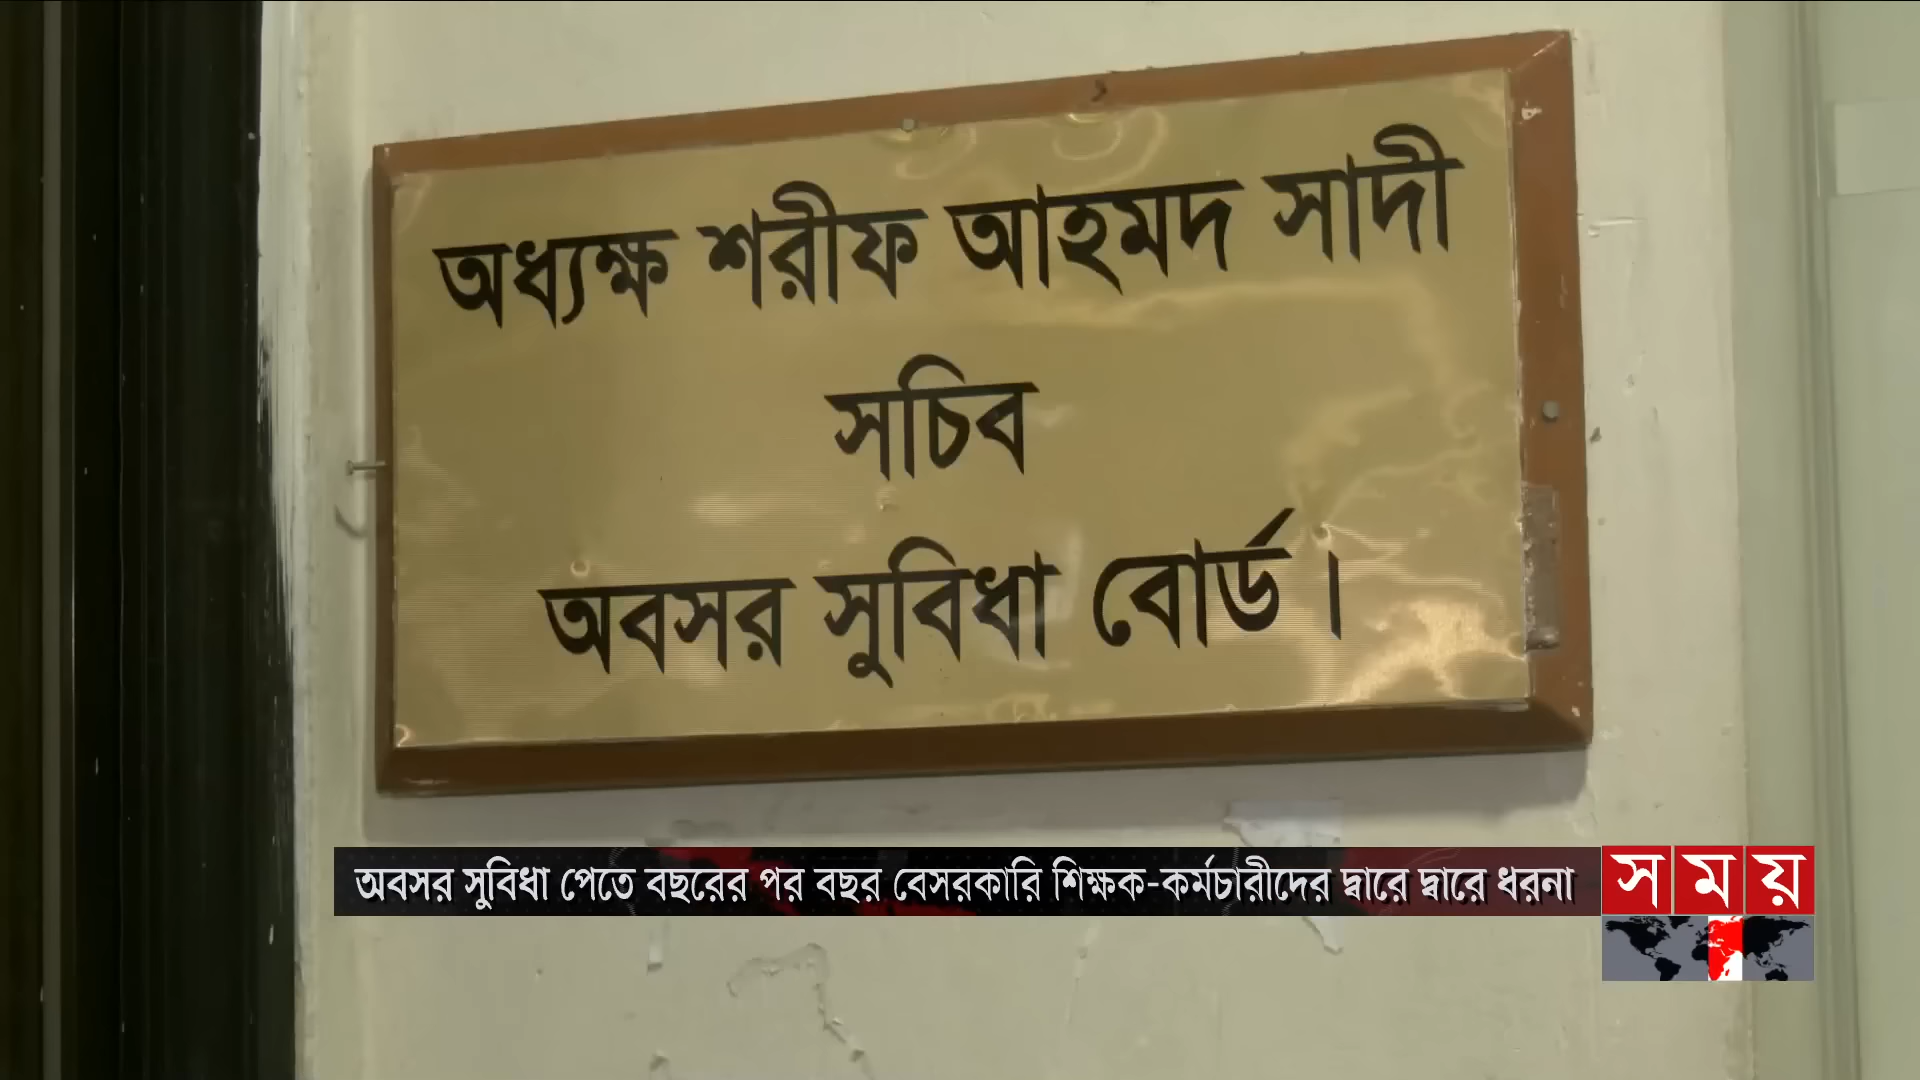 অধ্যক্ষ শরীফ আহমদ সাদী
সচিব
অবসর সুবিধা বোর্ড।
অবসর সুবিধা পেতে বছরের পর বছর বেসরকারি শিক্ষক-কর্মচারীদের দ্বারে দ্বারে ধরনা
সময়